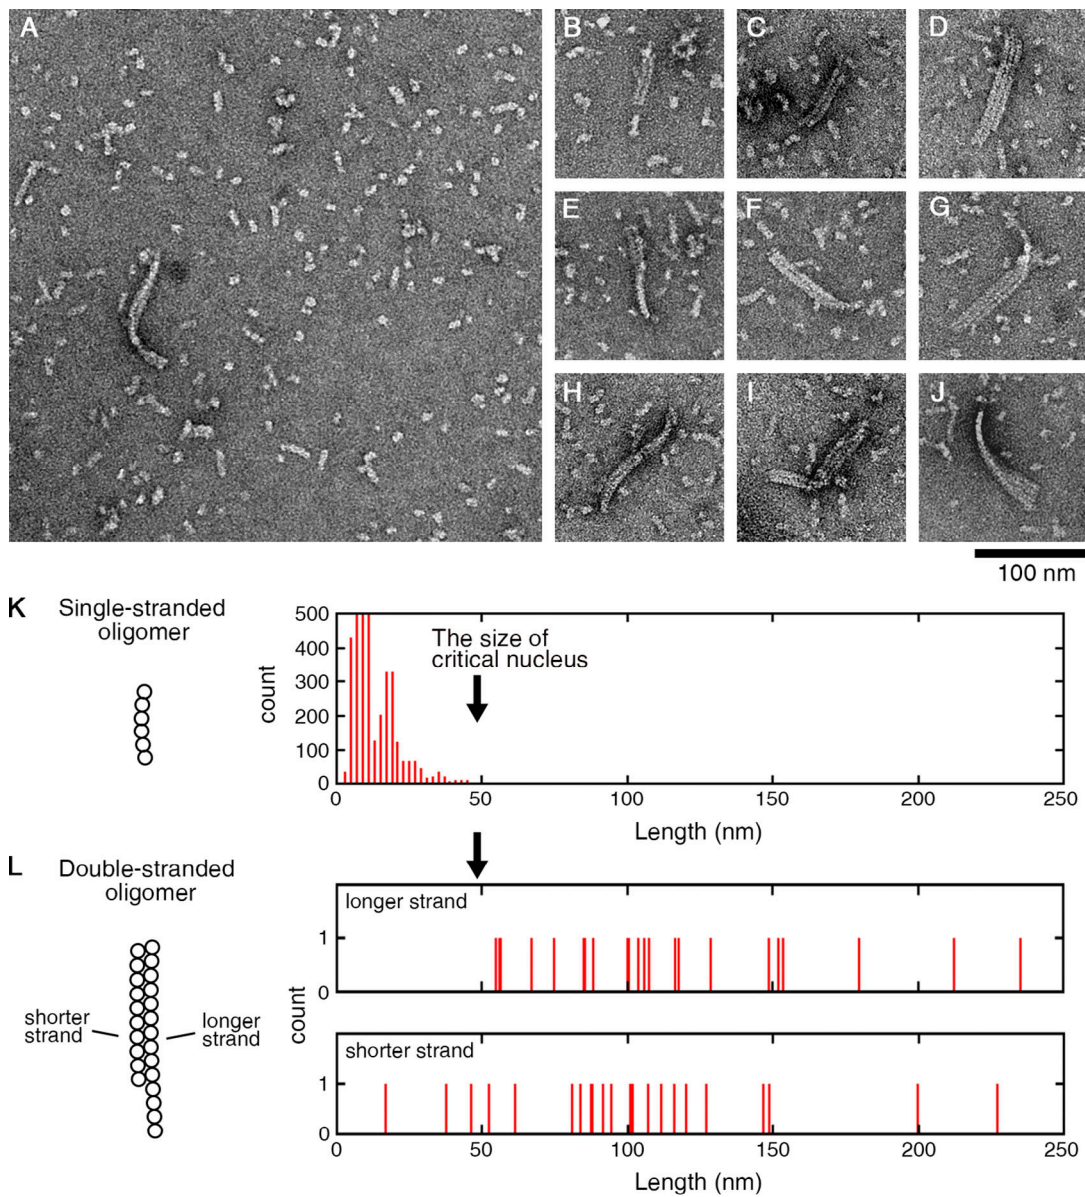 A
B
C
D
E
F
G
H
I
J
100 nm
K
Single-stranded
oligomer
500
400
300
200
100
0
count
The size of
critical nucleus
0
50
100
150
200
250
Length (nm)
L
Double-stranded
oligomer
shorter
strand
longer
strand
count
longer strand
1
0
shorter strand
1
0
0
50
100
150
200
250
Length (nm)